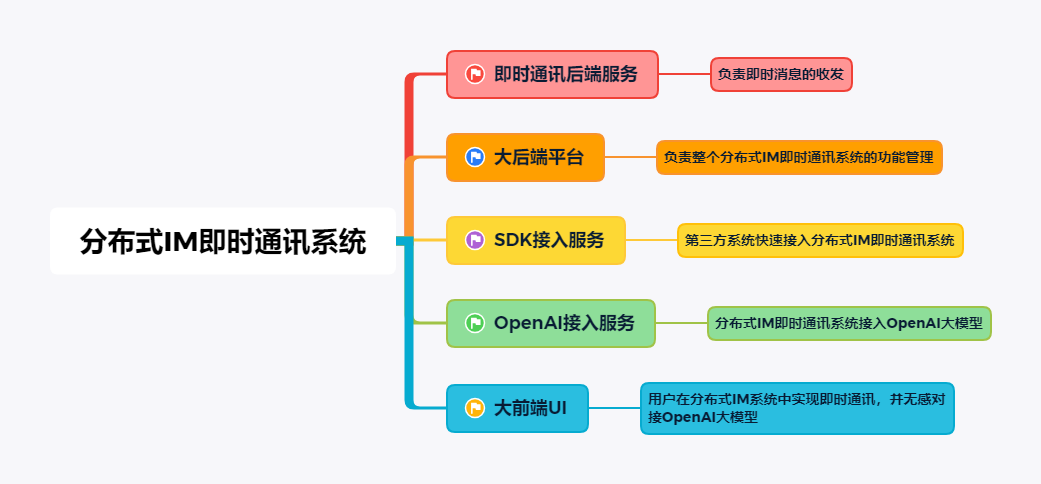 分布式IM即时通讯系统
即时通讯后端服务
负责即时消息的收发
大后端平台
负责整个分布式IM即时通讯系统的功能管理
SDK接入服务
第三方系统快速接入分布式IM即时通讯系统
OpenAI接入服务
分布式IM即时通讯系统接入OpenAI大模型
大前端UI
用户在分布式IM系统中实现即时通讯，并无感对
接OpenAI大模型